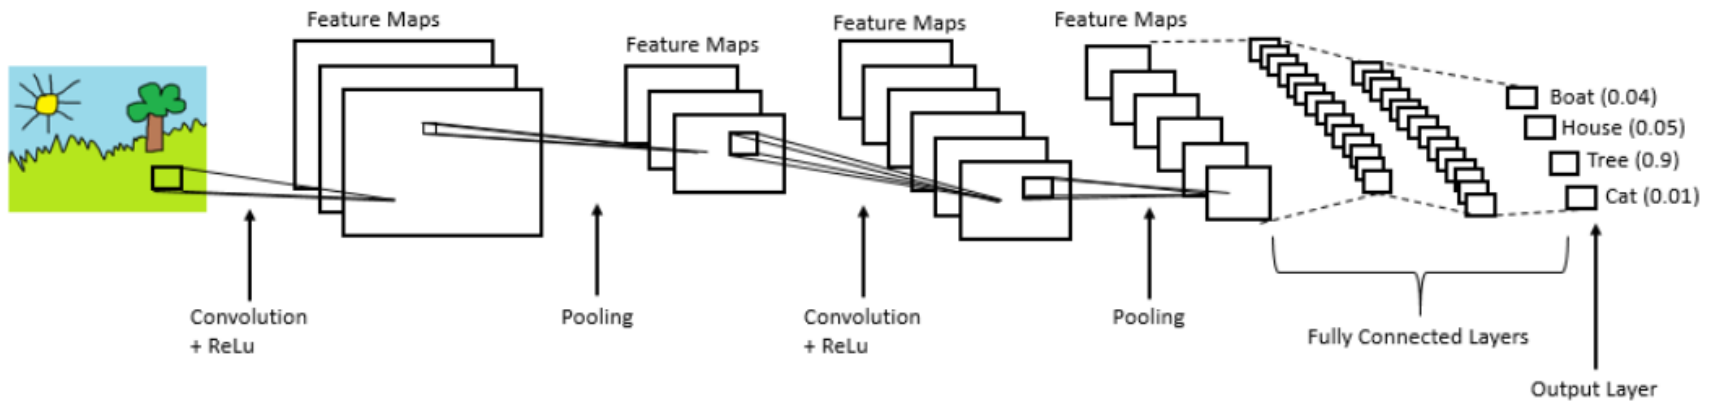 Feature Maps
Feature Maps
Feature Maps
Feature Maps
Boat (0.04)
House (0.05)
Tree (0.9)
Cat (0.01)
Convolution
+ ReLu
Pooling
Convolution
+ ReLu
Pooling
Fully Connected Layers
Output Layer